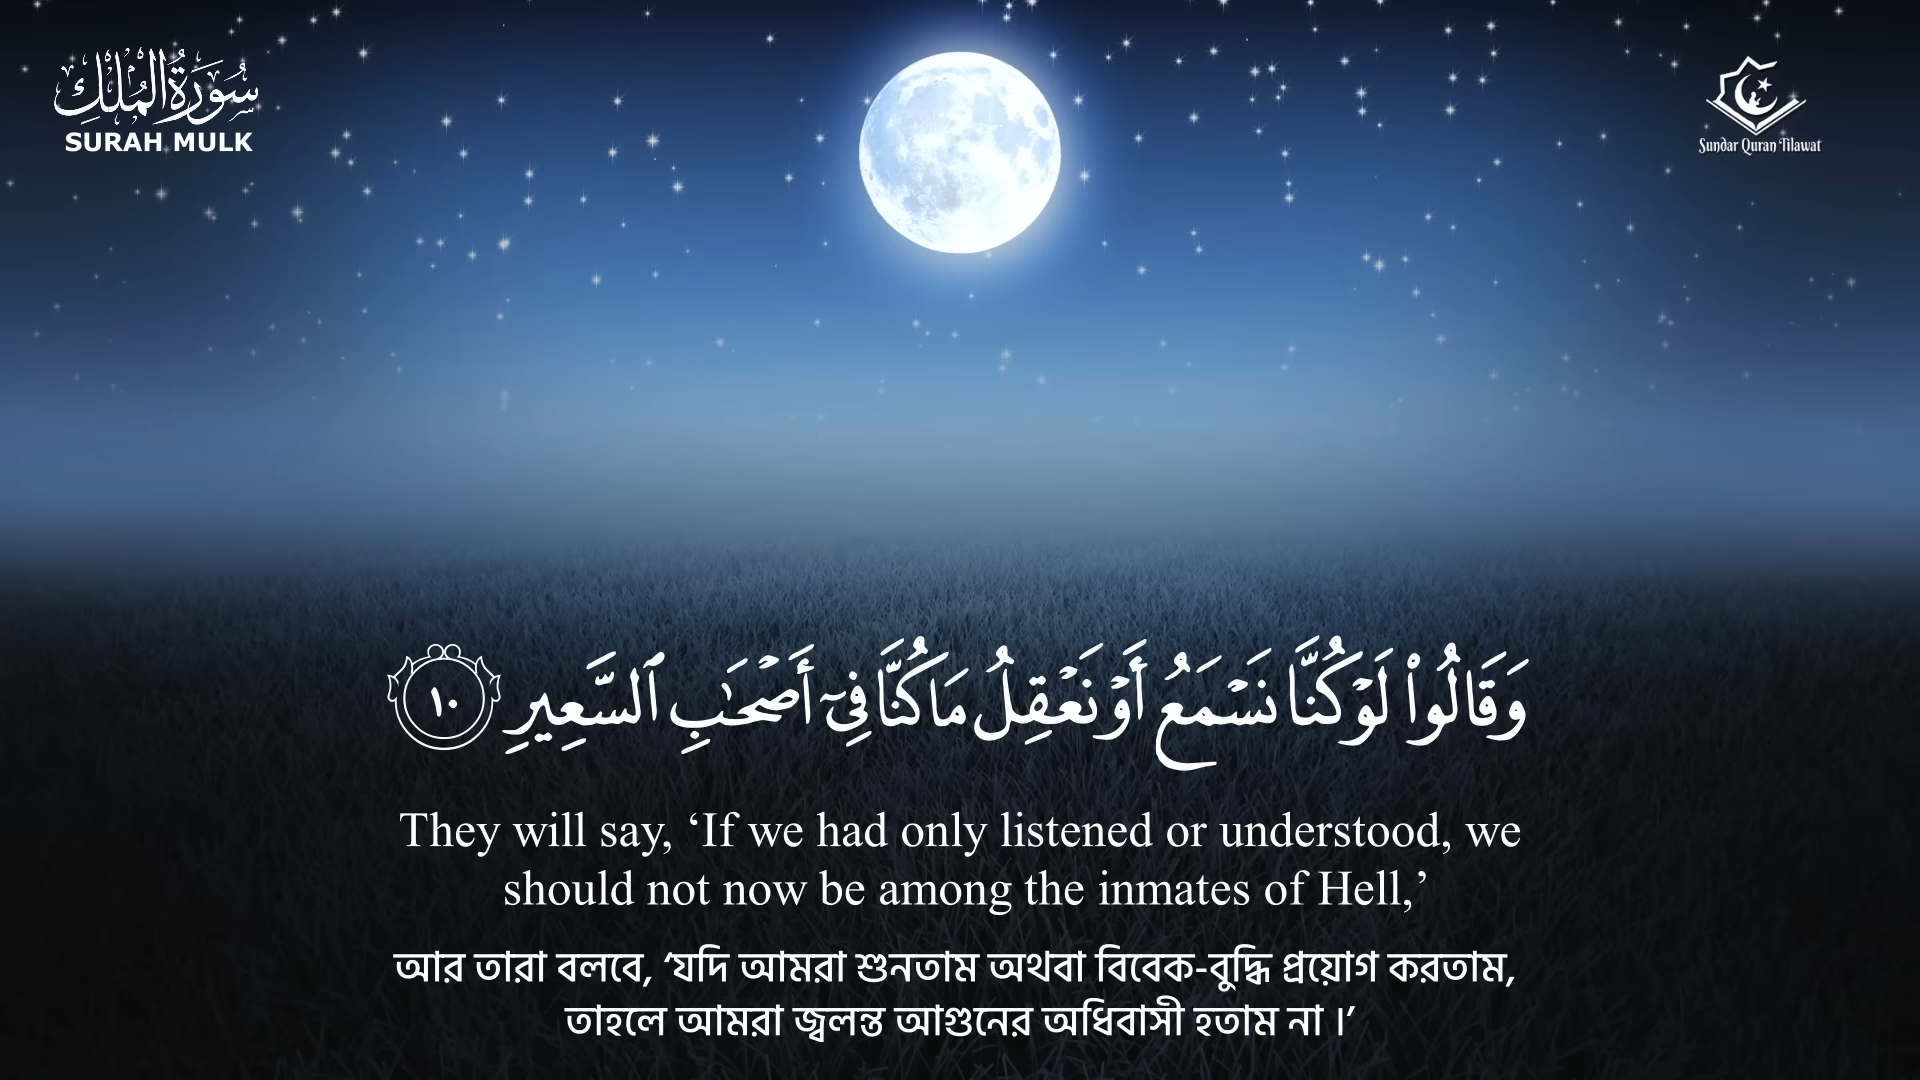 سُورَةُ الْمُلْكِ
SURAH MULK
Sundar Quran Tilawat
وَقَالُوا۟ لَوْ كُنَّا نَسْمَعُ أَوْ نَعْقِلُ مَا كُنَّا فِىٓ أَصْحَـٰبِ ٱلسَّعِيرِ ١٠
They will say, ‘If we had only listened or understood, we
should not now be among the inmates of Hell,’
আর তারা বলবে, ‘যদি আমরা শুনতাম অথবা বিবেক-বুদ্ধি প্রয়োগ করতাম,
তাহলে আমরা জ্বলন্ত আগুনের অধিবাসী হতাম না ।’